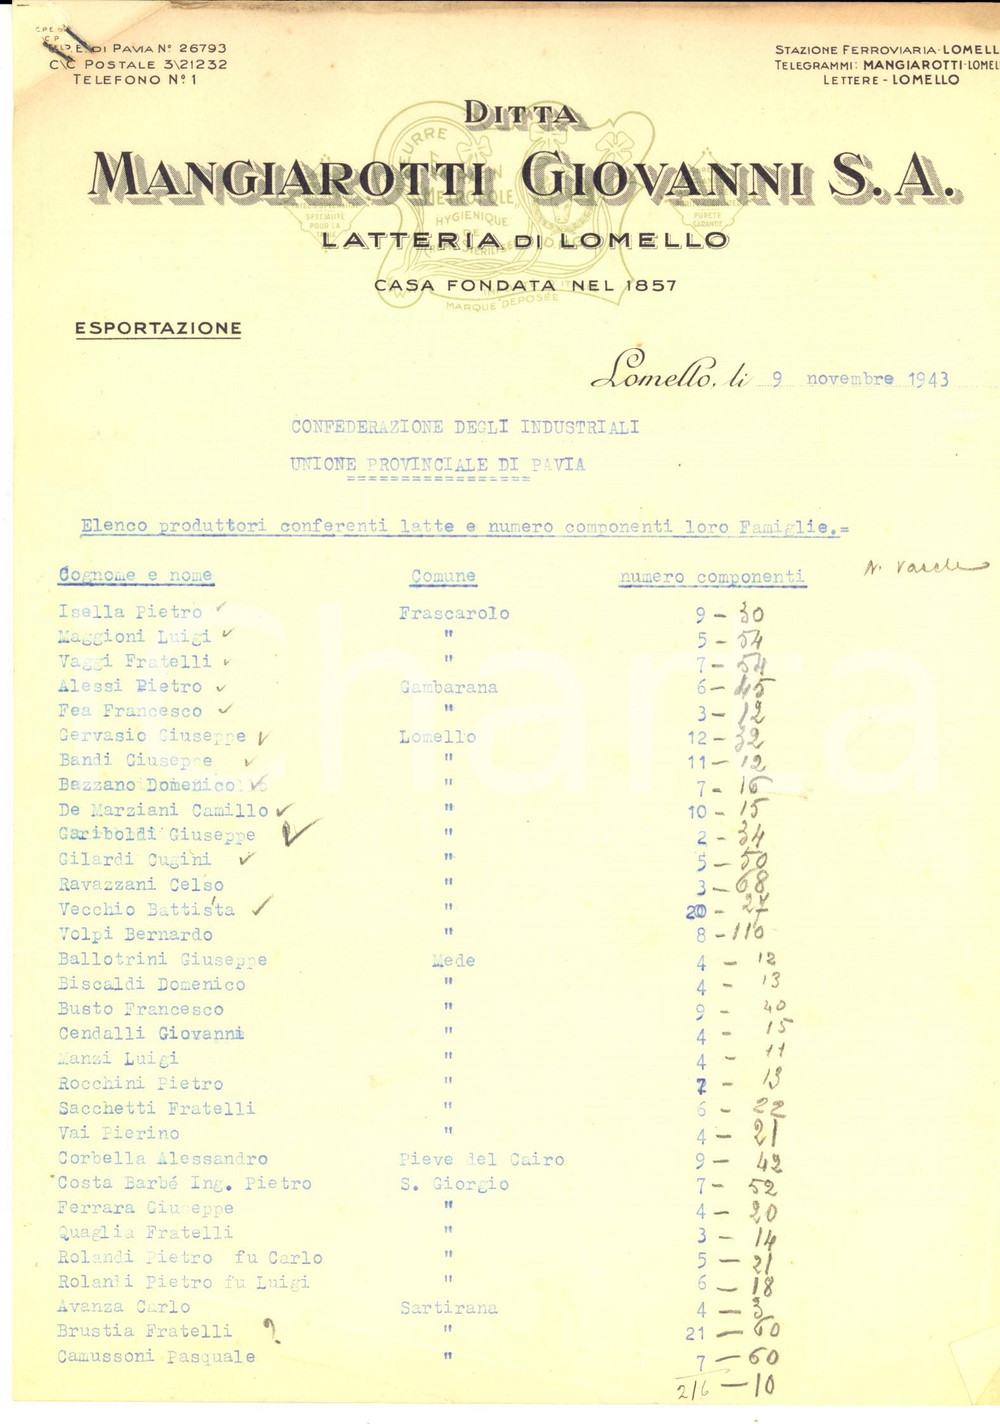 C.P.E. DI PAVIA Nº 26793
C\C POSTALE 3\21232
TELEFONO Nº 1
STAZIONE FERROVIARIA - LOMELL
TELEGRAMMI: MANGIAROTTI - LOMEL
LETTERE - LOMELLO
DITTA
MANGIAROTTI GIOVANNI S. A.
LATTERIA DI LOMELLO
CASA FONDATA NEL 1857
MARQUE DEPOSÉE
ESPORTAZIONE
Lomello, li 9 novembre 1943
CONFEDERAZIONE DEGLI INDUSTRIALI
UNIONE PROVINCIALE DI PAVIA
=================
Elenco produttori conferenti latte e numero componenti loro Famiglie.=
Cognome e nome Comune numero componenti
Isella Pietro Frascarolo 9 - 30
Maggioni Luigi " 5 - 54
Vaggi Fratelli " 7 - 54
Alessi Pietro Gambarana 6 - 45
Fea Francesco " 3 - 12
Gervasio Giuseppe Lomello 12 - 32
Bandi Giuseppe " 11 - 12
Bazzano Domenico " 7 - 16
De Marziani Camillo " 10 - 15
Gariboldi Giuseppe " 2 - 34
Gilardi Cugini " 5 - 50
Ravazzani Celso " 3 - 68
Vecchio Battista " 20 - 27
Volpi Bernardo " 8 - 110
Ballotrini Giuseppe Mede 4 - 12
Biscaldi Domenico " 4 - 13
Busto Francesco " 9 - 40
Cendalli Giovanni " 4 - 15
Manzi Luigi " 4 - 11
Rocchini Pietro " 7 - 13
Sacchetti Fratelli " 6 - 22
Vai Pierino " 4 - 21
Corbella Alessandro Pieve del Cairo 9 - 42
Costa Barbé Ing. Pietro S. Giorgio 7 - 52
Ferrara Giuseppe " 4 - 20
Quaglia Fratelli " 3 - 14
Rolandi Pietro fu Carlo " 5 - 21
Rolandi Pietro fu Luigi " 6 - 18
Avanza Carlo Sartirana 4 - 3
Brustia Fratelli ? " 21 - 60
Camussoni Pasquale " 7 - 60
216 - 10